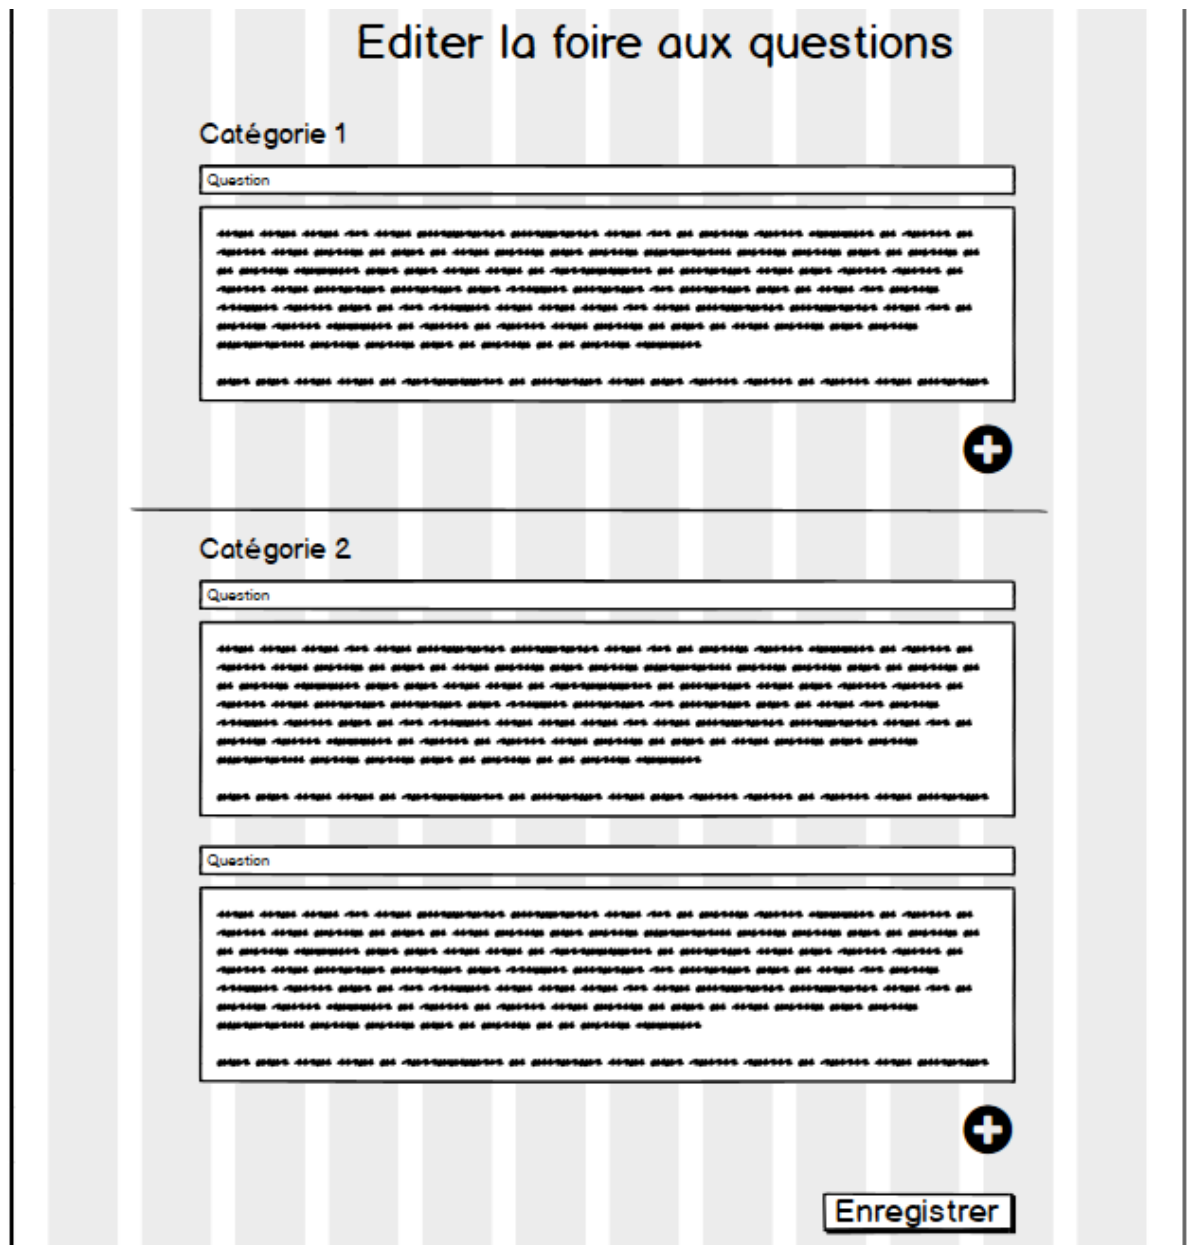 Editer la foire aux questions
Catégorie 1
Question
Catégorie 2
Question
Question
Enregistrer